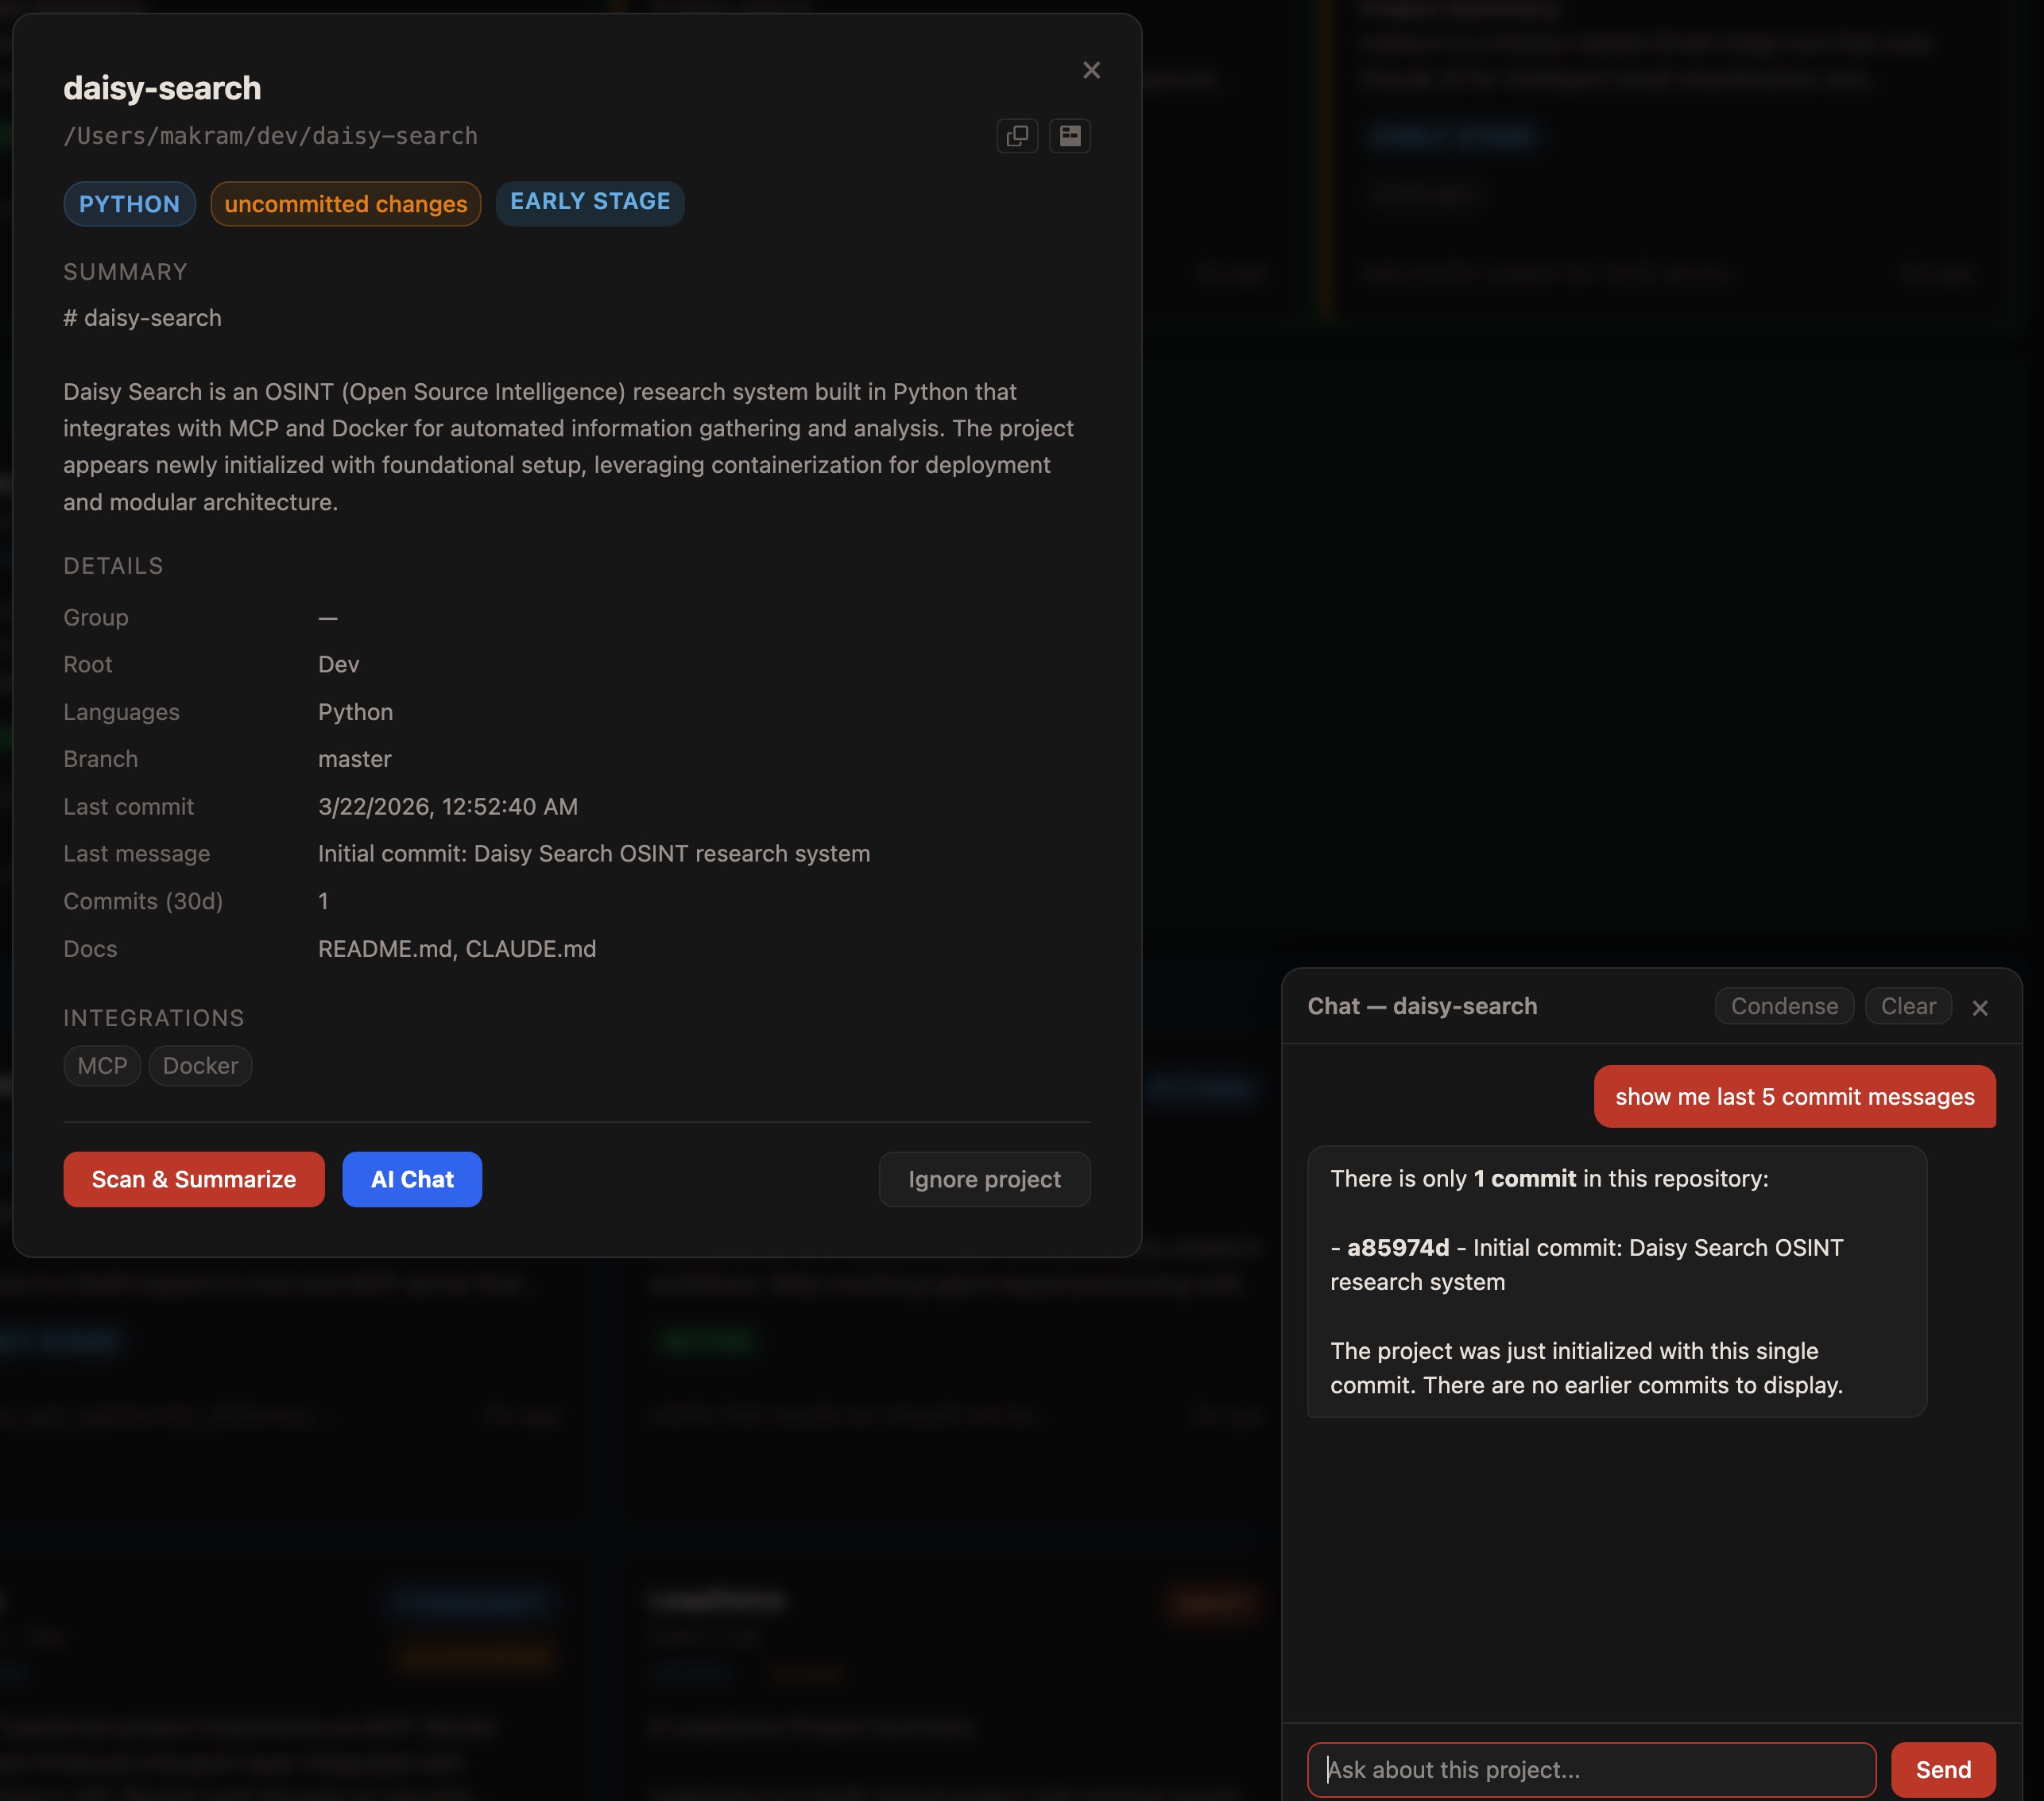 daisy-search
/Users/makram/dev/daisy-search
PYTHON
uncommitted changes
EARLY STAGE
SUMMARY
# daisy-search
Daisy Search is an OSINT (Open Source Intelligence) research system built in Python that
integrates with MCP and Docker for automated information gathering and analysis. The project
appears newly initialized with foundational setup, leveraging containerization for deployment
and modular architecture.
DETAILS
Group —
Root Dev
Languages Python
Branch master
Last commit 3/22/2026, 12:52:40 AM
Last message Initial commit: Daisy Search OSINT research system
Commits (30d) 1
Docs README.md, CLAUDE.md
INTEGRATIONS
MCP
Docker
Scan & Summarize
AI Chat
Ignore project
Chat — daisy-search
Condense
Clear
show me last 5 commit messages
There is only 1 commit in this repository:
- a85974d - Initial commit: Daisy Search OSINT
research system
The project was just initialized with this single
commit. There are no earlier commits to display.
Ask about this project...
Send